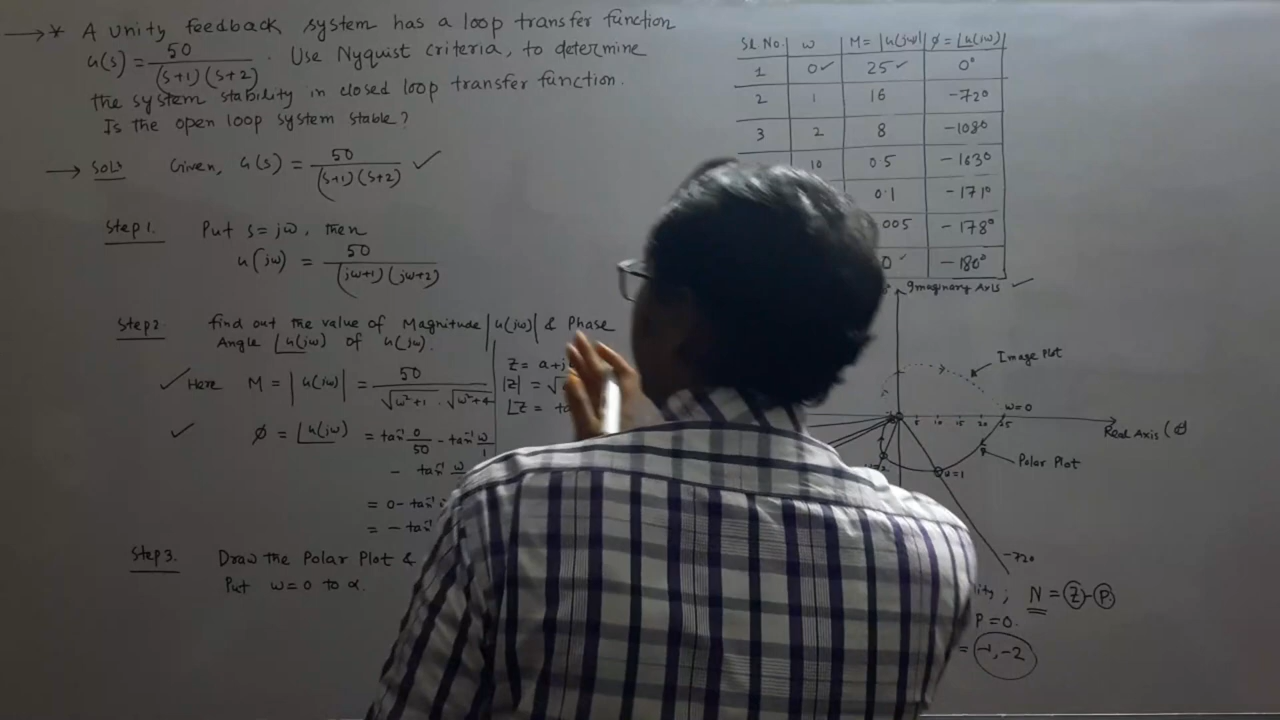 →* A unity feedback system has a loop transfer function
G(s) = 50 / (s+1)(s+2) . Use Nyquist criteria, to determine
the system stability in closed loop transfer function.
Is the open loop system stable?
→ Solⁿ: Given, G(s) = 50 / (s+1)(s+2) ✓
Step 1. Put s = jω, then
G(jω) = 50 / (jω+1)(jω+2)
Step 2. find out the value of Magnitude |G(jω)| & Phase
Angle ∠G(jω) of G(jω).
✓ Here M = |G(jω)| = 50 / √ω²+1 . √ω²+4
Z = a+j
|Z| = √
∠Z = ta
✓ φ = ∠G(jω) = tan⁻¹ 0/50 - tan⁻¹ ω/1
- tan⁻¹ ω
= 0 - tan⁻¹
= - tan⁻¹
Step 3. Draw the Polar Plot &
Put ω = 0 to α.
SL No. ω M = |G(jω)| φ = ∠G(jω)
1 0✓ 25✓ 0°
2 1 16 -72°
3 2 8 -108°
10 0.5 -163°
0.1 -171°
005 -178°
0✓ -180°
Imaginary Axis ✓
Image Plot
ω=0
5 10 15 20 25
Real Axis
Polar Plot
ω=1
-72°
lity ; N = Z - P
P = 0.
= -1, -2